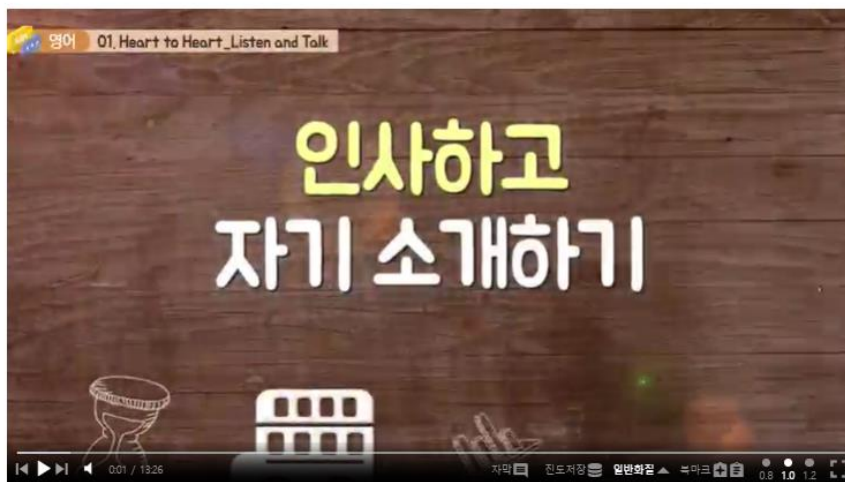 영어 01. Heart to Heart_Listen and Talk
인사하고
자기 소개하기
0:01 / 13:26 자막 진도저장 일반화질 북마크 0.8 1.0 1.2